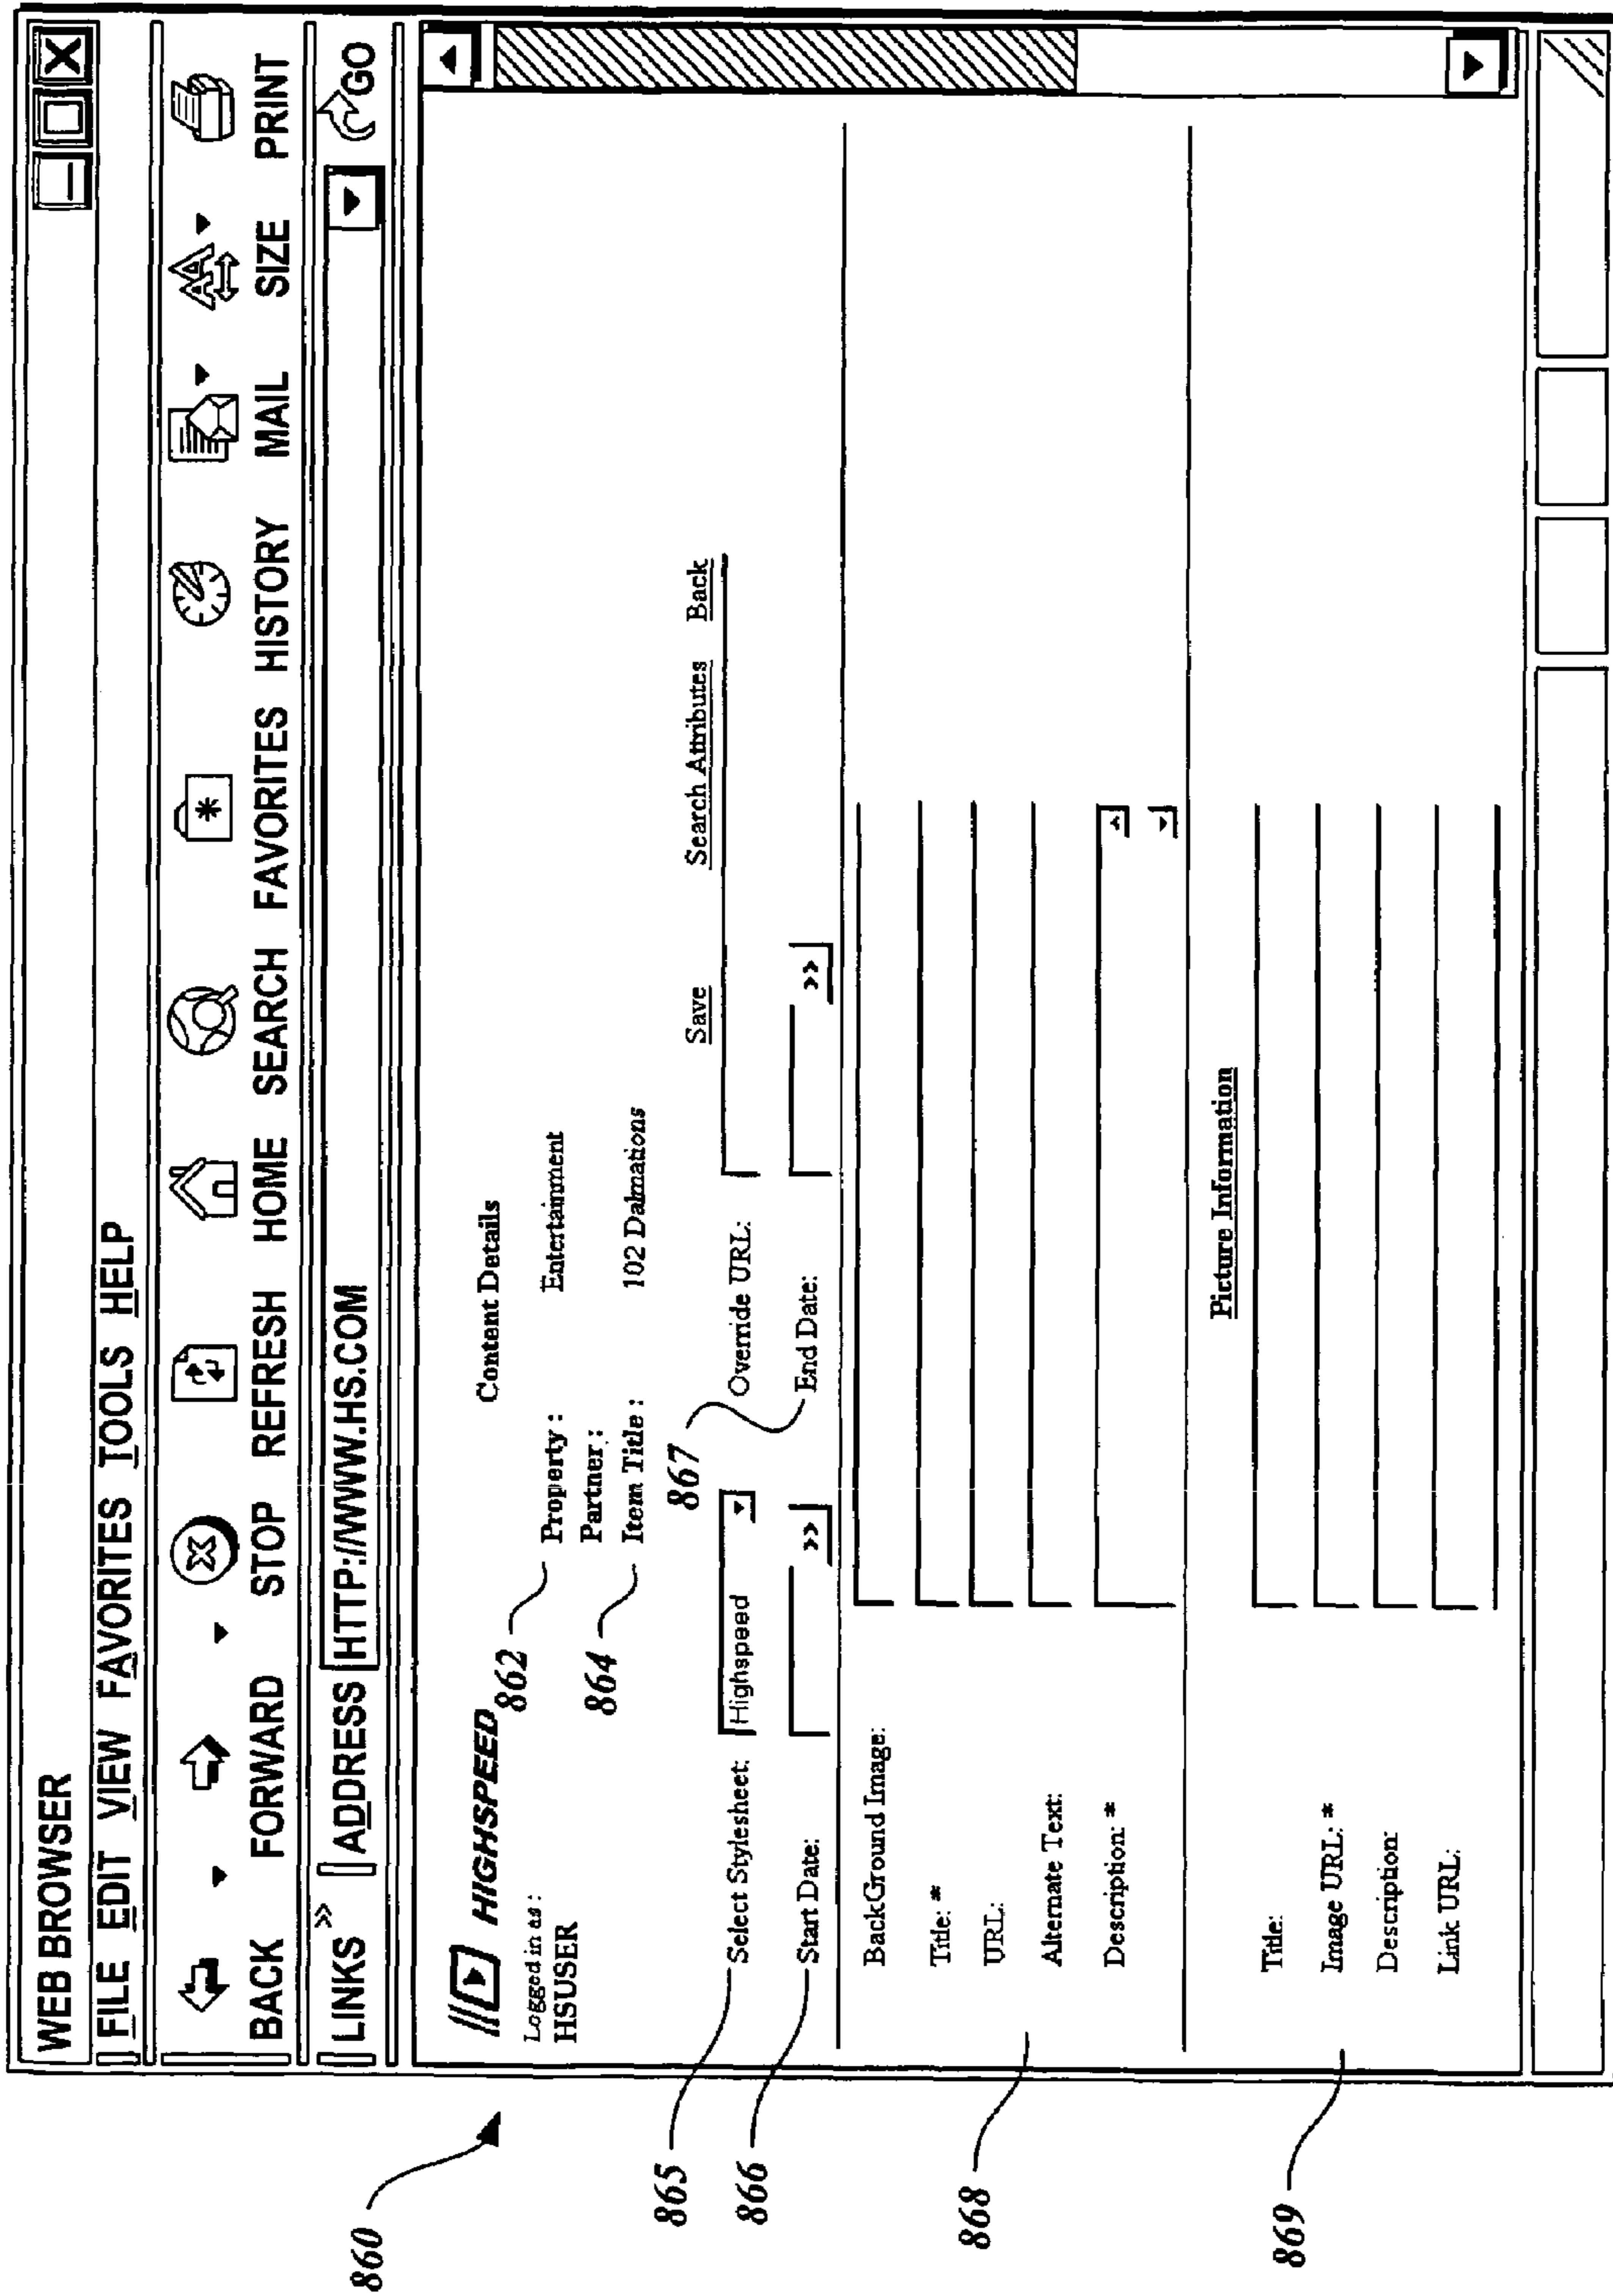 WEB BROWSER
FILE EDIT VIEW FAVORITES TOOLS HELP
BACK FORWARD STOP REFRESH HOME SEARCH FAVORITES HISTORY MAIL SIZE PRINT
LINKS » ADDRESS HTTP://WWW.HS.COM GO
860
HIGHSPEED
Content Details
Logged in as :
HSUSER
862
Property : Entertainment
Partner :
864
Item Title : 102 Dalmations
867
Save Search Attributes Back
865
Select Stylesheet: Highspeed Override URL:
866
Start Date: >> End Date: >>
BackGround Image:
Title: *
URL:
868
Alternate Text:
Description: *
Picture Information
Title:
869
Image URL: *
Description:
Link URL: